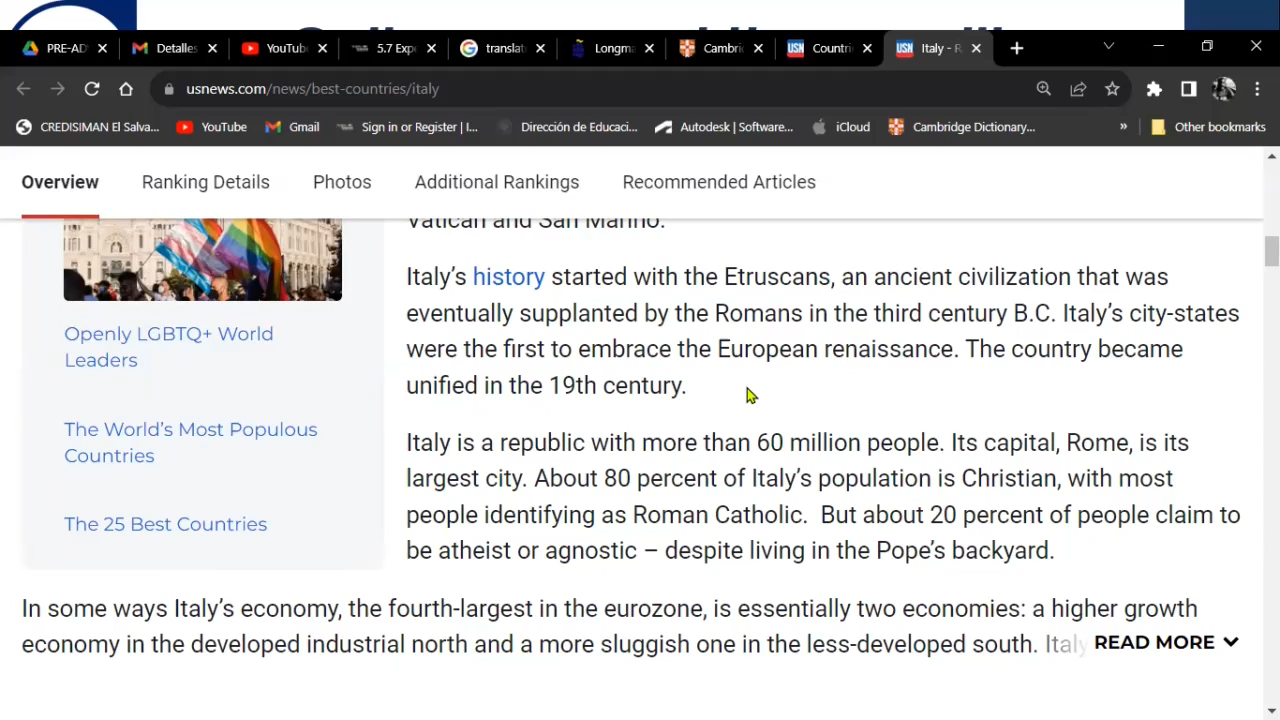 PRE-AD
Detalles
YouTub
5.7 Exp
translat
Longm
Cambri
USN
Countri
USN
Italy - R
usnews.com/news/best-countries/italy
CREDISIMAN El Salva...
YouTube
Gmail
Sign in or Register | I...
Dirección de Educaci...
Autodesk | Software...
iCloud
Cambridge Dictionary...
»
Other bookmarks
Overview
Ranking Details
Photos
Additional Rankings
Recommended Articles
Vatican and San Marino.
Italy’s history started with the Etruscans, an ancient civilization that was
eventually supplanted by the Romans in the third century B.C. Italy’s city-states
were the first to embrace the European renaissance. The country became
unified in the 19th century.
Italy is a republic with more than 60 million people. Its capital, Rome, is its
largest city. About 80 percent of Italy’s population is Christian, with most
people identifying as Roman Catholic.  But about 20 percent of people claim to
be atheist or agnostic – despite living in the Pope’s backyard.
Openly LGBTQ+ World
Leaders
The World’s Most Populous
Countries
The 25 Best Countries
In some ways Italy’s economy, the fourth-largest in the eurozone, is essentially two economies: a higher growth
economy in the developed industrial north and a more sluggish one in the less-developed south. Italy READ MORE